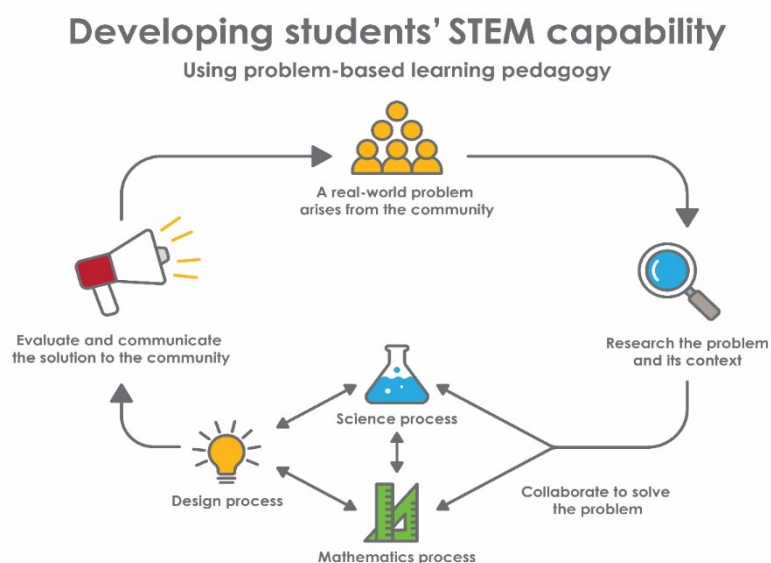 Developing students’ STEM capability
Using problem-based learning pedagogy
A real-world problem
arises from the community
Research the problem
and its context
Collaborate to solve
the problem
Science process
Mathematics process
Design process
Evaluate and communicate
the solution to the community